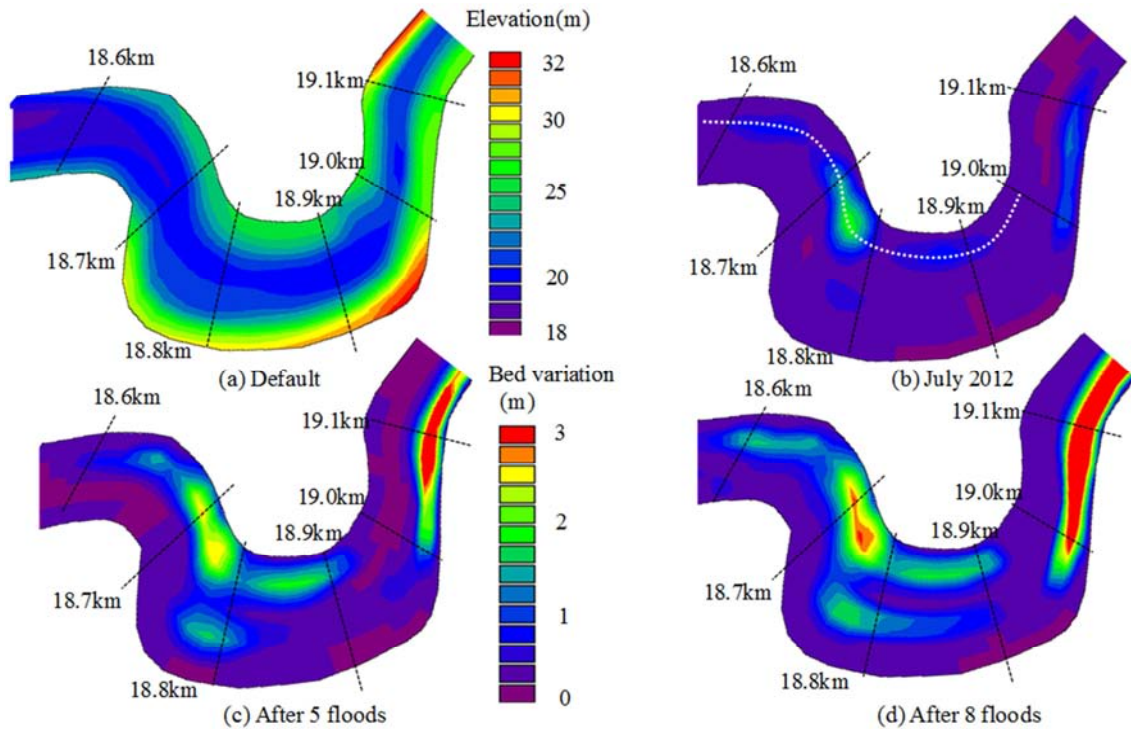 Elevation(m)
32
30
25
20
18
18.6km
19.1km
19.0km
18.9km
18.7km
18.8km
(a) Default
18.6km
19.1km
19.0km
18.9km
18.7km
18.8km
(b) July 2012
Bed variation
(m)
3
2
1
0
18.6km
19.1km
19.0km
18.9km
18.7km
18.8km
(c) After 5 floods
18.6km
19.1km
19.0km
18.9km
18.7km
18.8km
(d) After 8 floods